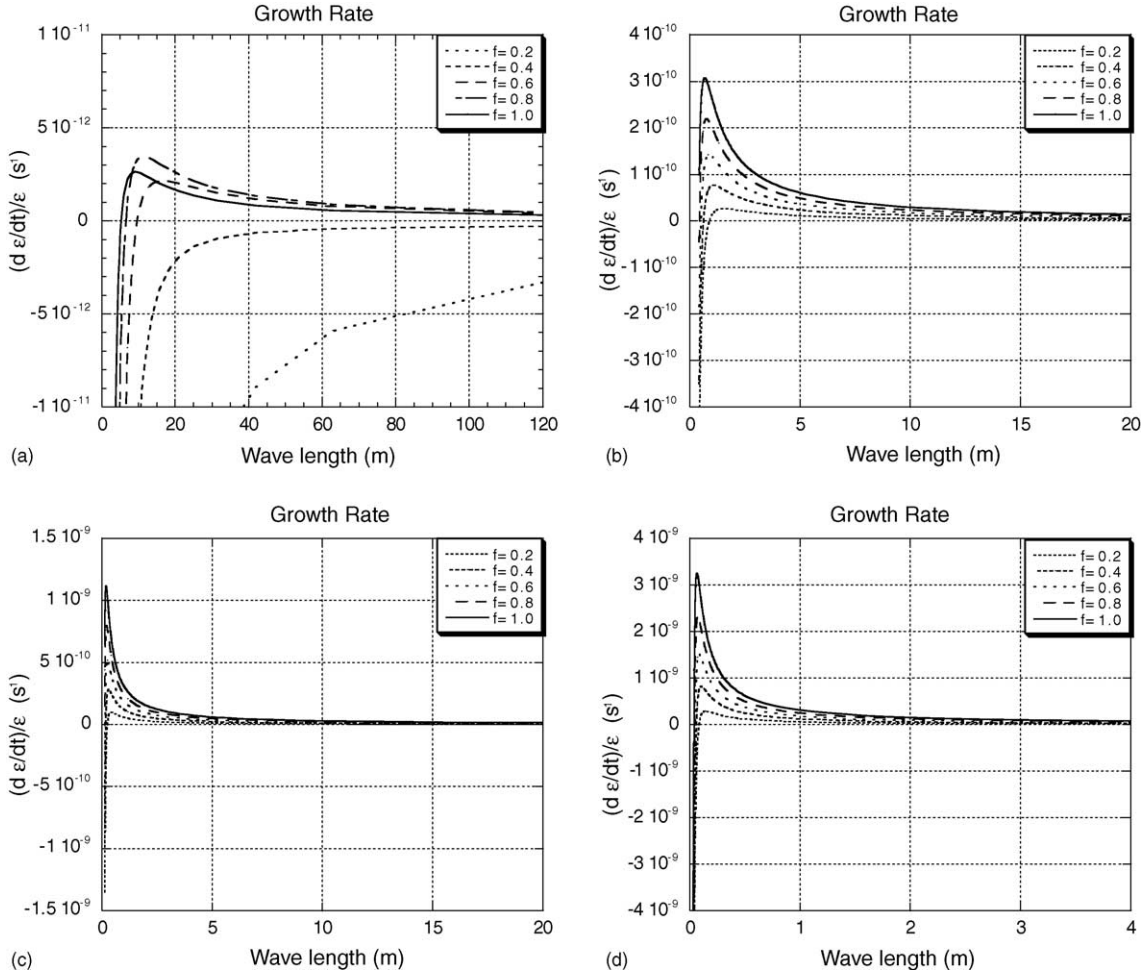 Growth Rate
1 10-11
5 10-12
0
-5 10-12
-1 10-11
(d ε/dt)/ε (s1)
f= 0.2
f= 0.4
f= 0.6
f= 0.8
f= 1.0
0 20 40 60 80 100 120
Wave length (m)
(a)
Growth Rate
4 10-10
3 10-10
2 10-10
1 10-10
0
-1 10-10
-2 10-10
-3 10-10
-4 10-10
(d ε/dt)/ε (s1)
f= 0.2
f= 0.4
f= 0.6
f= 0.8
f= 1.0
0 5 10 15 20
Wave length (m)
(b)
Growth Rate
1.5 10-9
1 10-9
5 10-10
0
-5 10-10
-1 10-9
-1.5 10-9
(d ε/dt)/ε (s1)
f= 0.2
f= 0.4
f= 0.6
f= 0.8
f= 1.0
0 5 10 15 20
Wave length (m)
(c)
Growth Rate
4 10-9
3 10-9
2 10-9
1 10-9
0
-1 10-9
-2 10-9
-3 10-9
-4 10-9
(d ε/dt)/ε (s1)
f= 0.2
f= 0.4
f= 0.6
f= 0.8
f= 1.0
0 1 2 3 4
Wave length (m)
(d)